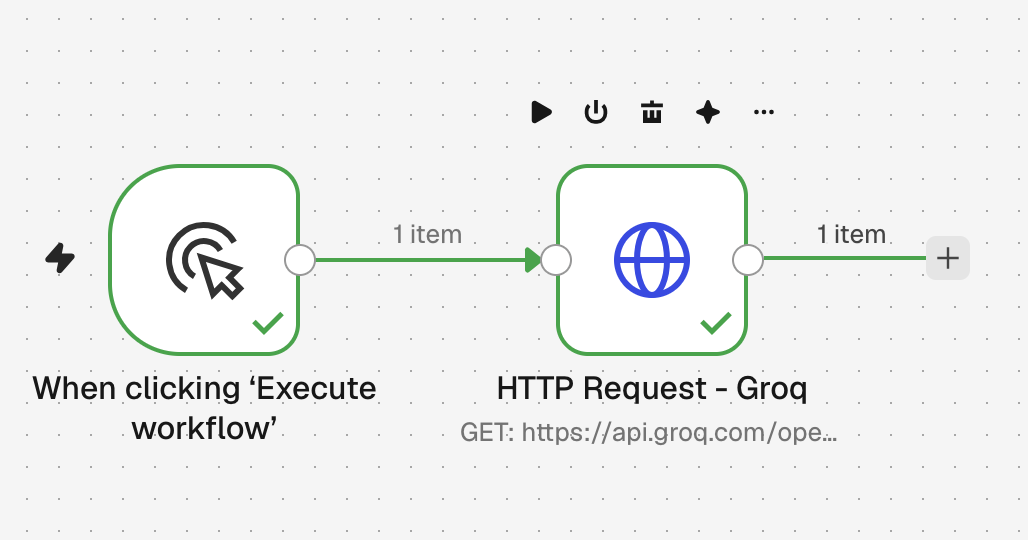 1 item
1 item
When clicking ‘Execute
workflow’
HTTP Request - Groq
GET: https://api.groq.com/ope...